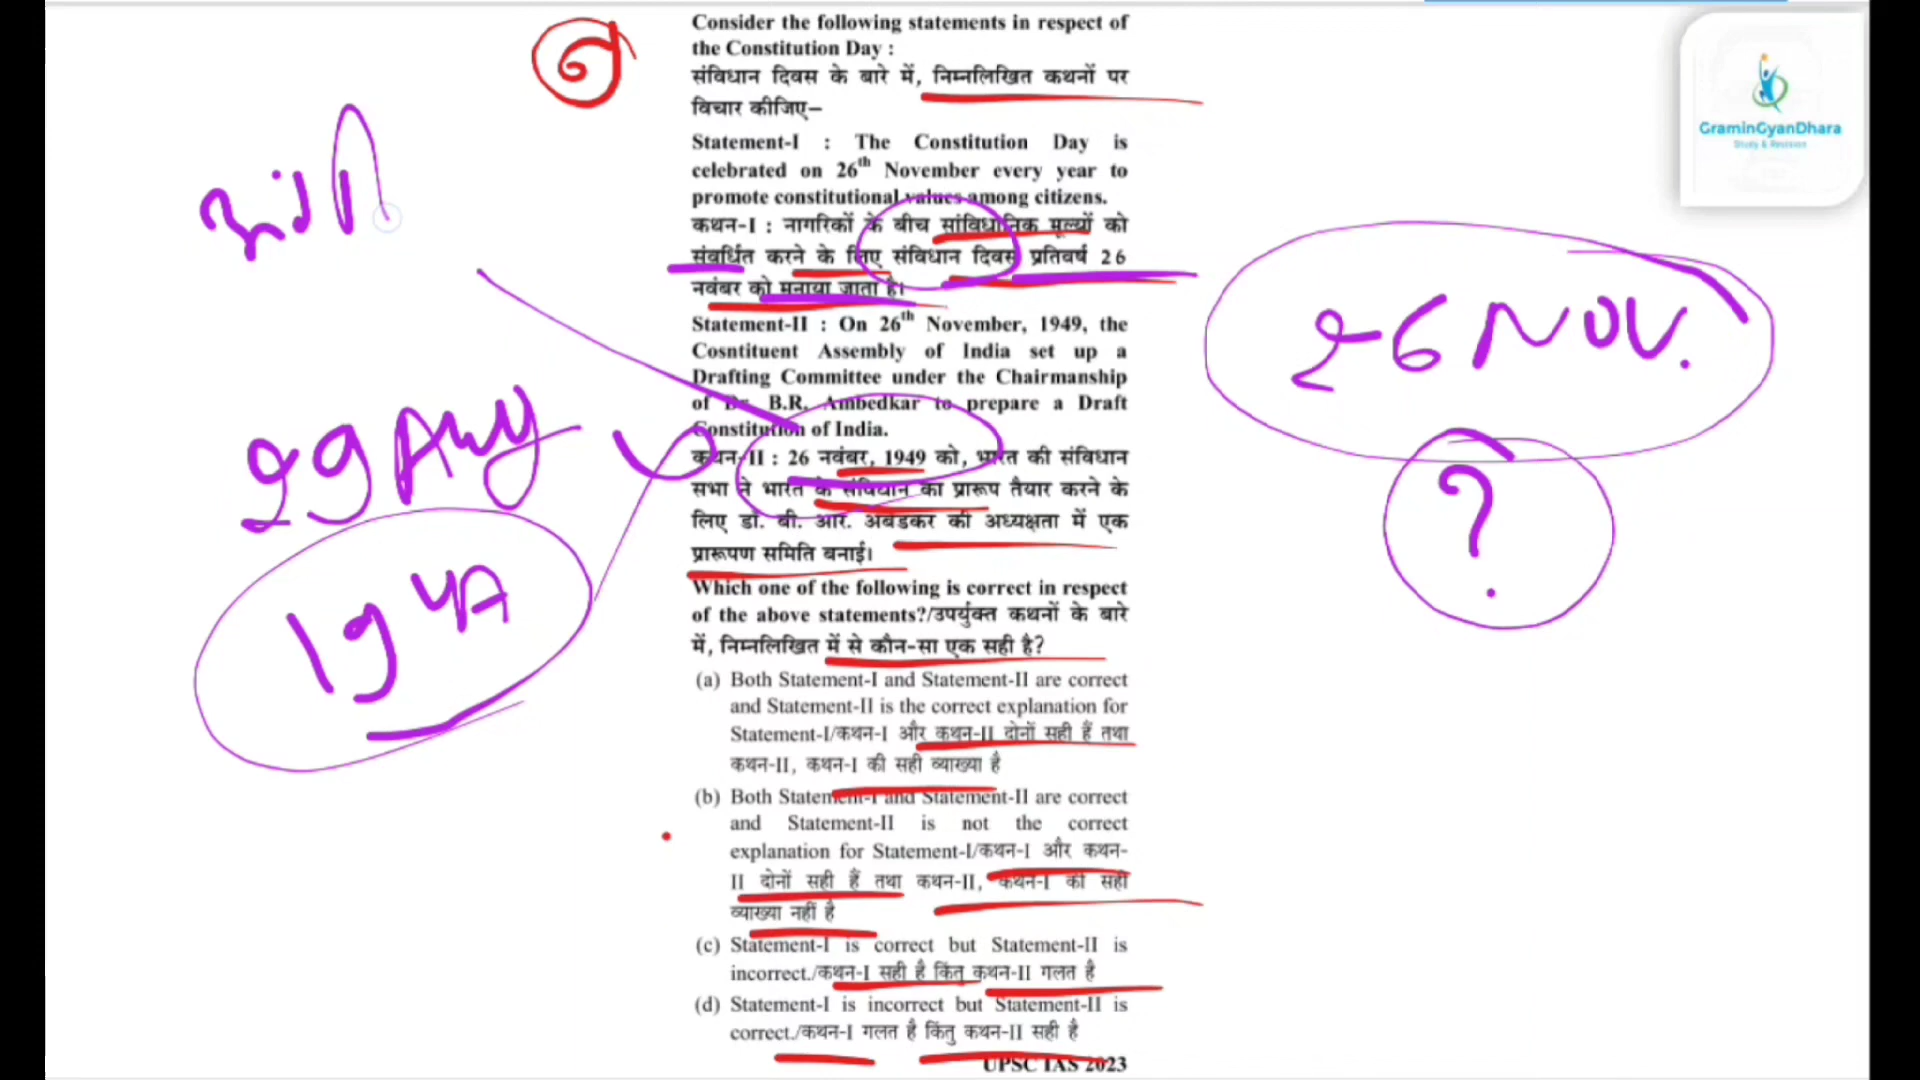 Consider the following statements in respect of
the Constitution Day :
संविधान दिवस के बारे में, निम्नलिखित कथनों पर
विचार कीजिए–
Statement-I : The Constitution Day is
celebrated on 26th November every year to
promote constitutional values among citizens.
कथन-I : नागरिकों के बीच सांविधानिक मूल्यों को
संवर्धित करने के लिए संविधान दिवस प्रतिवर्ष 26
नवंबर को मनाया जाता है।
Statement-II : On 26th November, 1949, the
Cosntituent Assembly of India set up a
Drafting Committee under the Chairmanship
of Dr. B.R. Ambedkar to prepare a Draft
Constitution of India.
कथन-II : 26 नवंबर, 1949 को, भारत की संविधान
सभा ने भारत के संविधान का प्रारूप तैयार करने के
लिए डॉ. बी. आर. अंबेडकर की अध्यक्षता में एक
प्रारूपण समिति बनाई।
Which one of the following is correct in respect
of the above statements?/उपर्युक्त कथनों के बारे
में, निम्नलिखित में से कौन-सा एक सही है?
(a) Both Statement-I and Statement-II are correct
and Statement-II is the correct explanation for
Statement-I/कथन-I और कथन-II दोनों सही हैं तथा
कथन-II, कथन-I की सही व्याख्या है
(b) Both Statement-I and Statement-II are correct
and Statement-II is not the correct
explanation for Statement-I/कथन-I और कथन-
II दोनों सही हैं तथा कथन-II, कथन-I की सही
व्याख्या नहीं है
(c) Statement-I is correct but Statement-II is
incorrect./कथन-I सही है किंतु कथन-II गलत है
(d) Statement-I is incorrect but Statement-II is
correct./कथन-I गलत है किंतु कथन-II सही है
UPSC IAS 2023
29 Aug
26 NOV.
?
GraminGyanDhara
Study & Revision